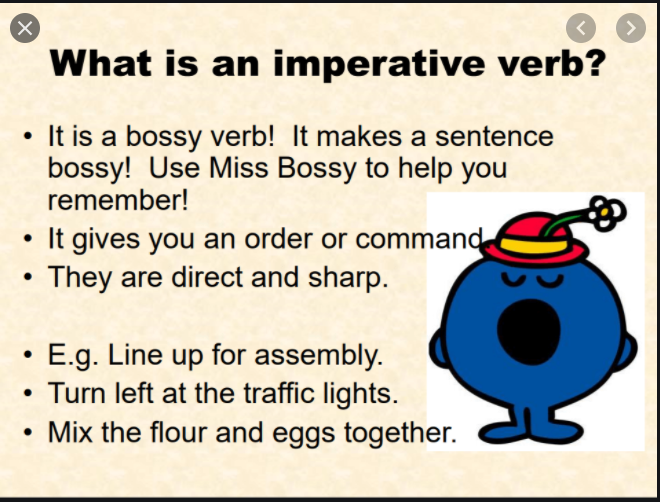 What is an imperative verb?
• It is a bossy verb! It makes a sentence
bossy! Use Miss Bossy to help you
remember!
• It gives you an order or command
• They are direct and sharp.
• E.g. Line up for assembly.
• Turn left at the traffic lights.
• Mix the flour and eggs together.